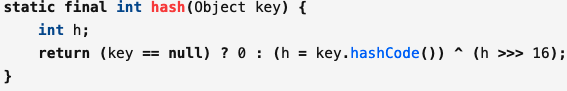 static final int hash(Object key) {
    int h;
    return (key == null) ? 0 : (h = key.hashCode()) ^ (h >>> 16);
}